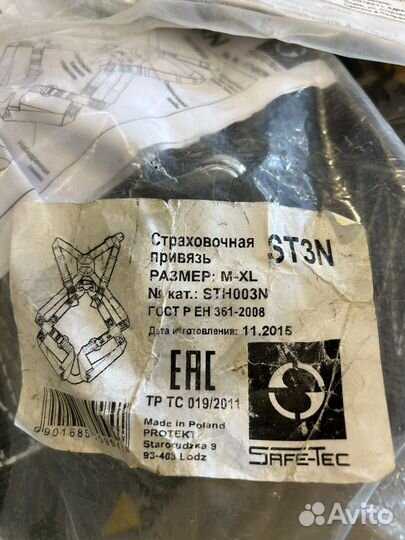 Страховочная
привязь
ST3N
РАЗМЕР: M-XL
№ кат.: STH003N
ГОСТ Р ЕН 361-2008
Дата изготовления: 11.2015
EAC
ТР ТС 019/2011
Made in Poland
PROTEKT
Starorudzka 9
93-403 Lodz
SAFE-TEC
Avito